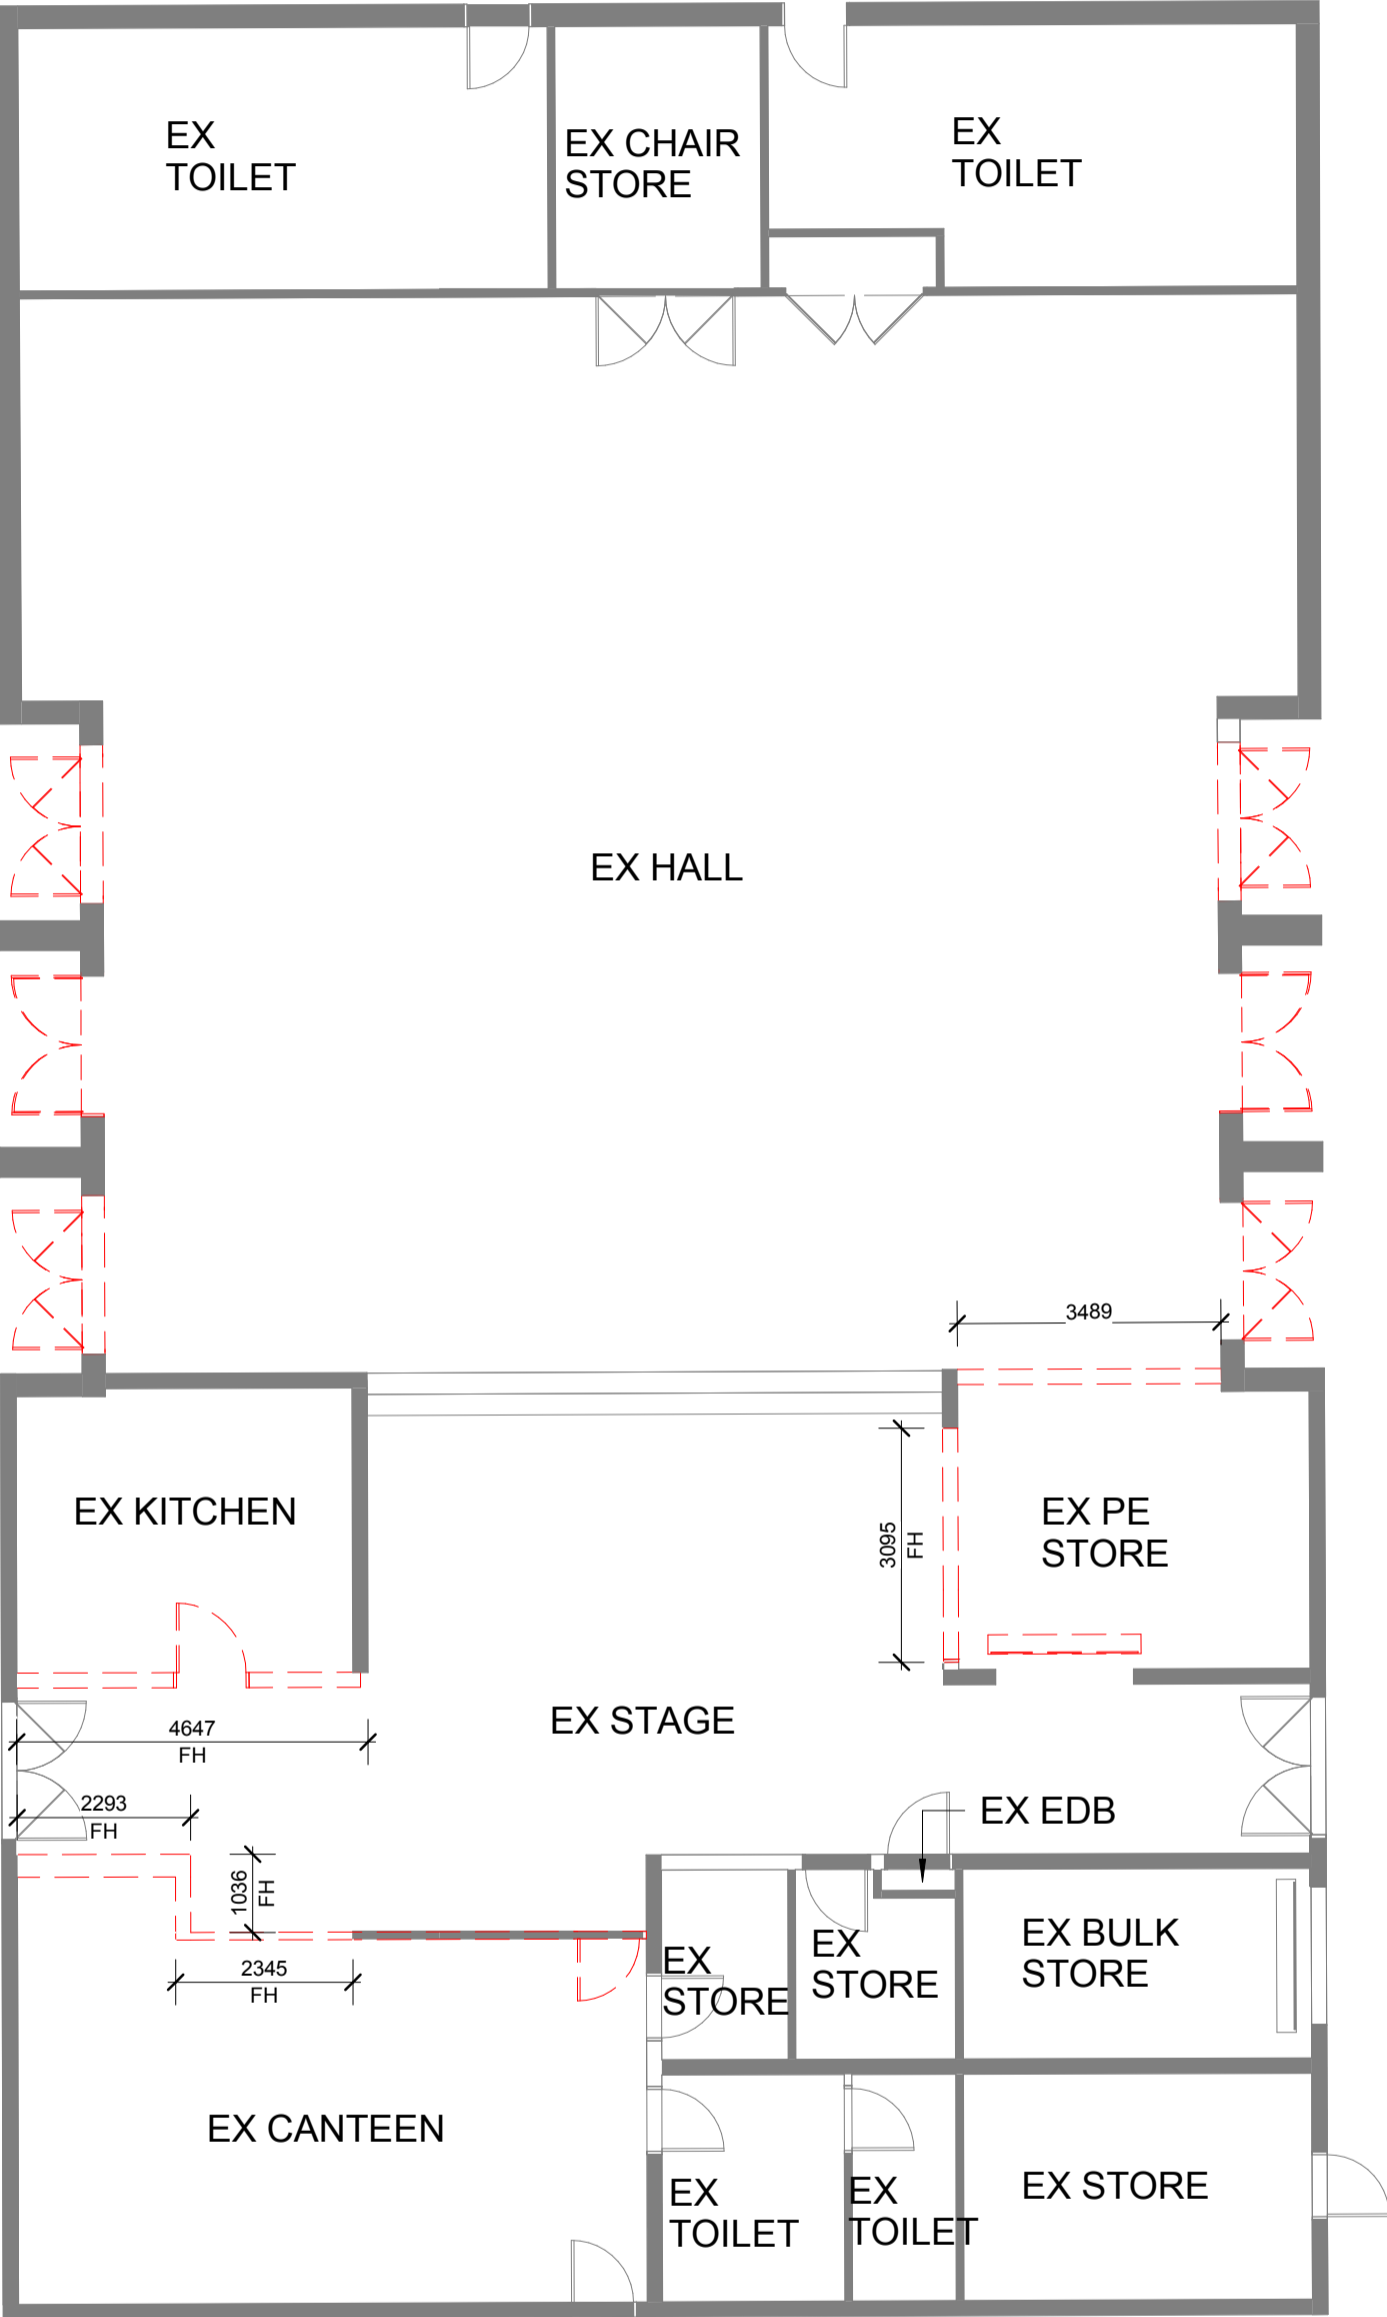 EX
TOILET
EX CHAIR
STORE
EX
TOILET
EX HALL
3489
EX KITCHEN
3095
FH
EX PE
STORE
EX STAGE
4647
FH
2293
FH
EX EDB
1036
FH
EX
STORE
EX
STORE
EX BULK
STORE
2345
FH
EX CANTEEN
EX
TOILET
EX
TOILET
EX STORE